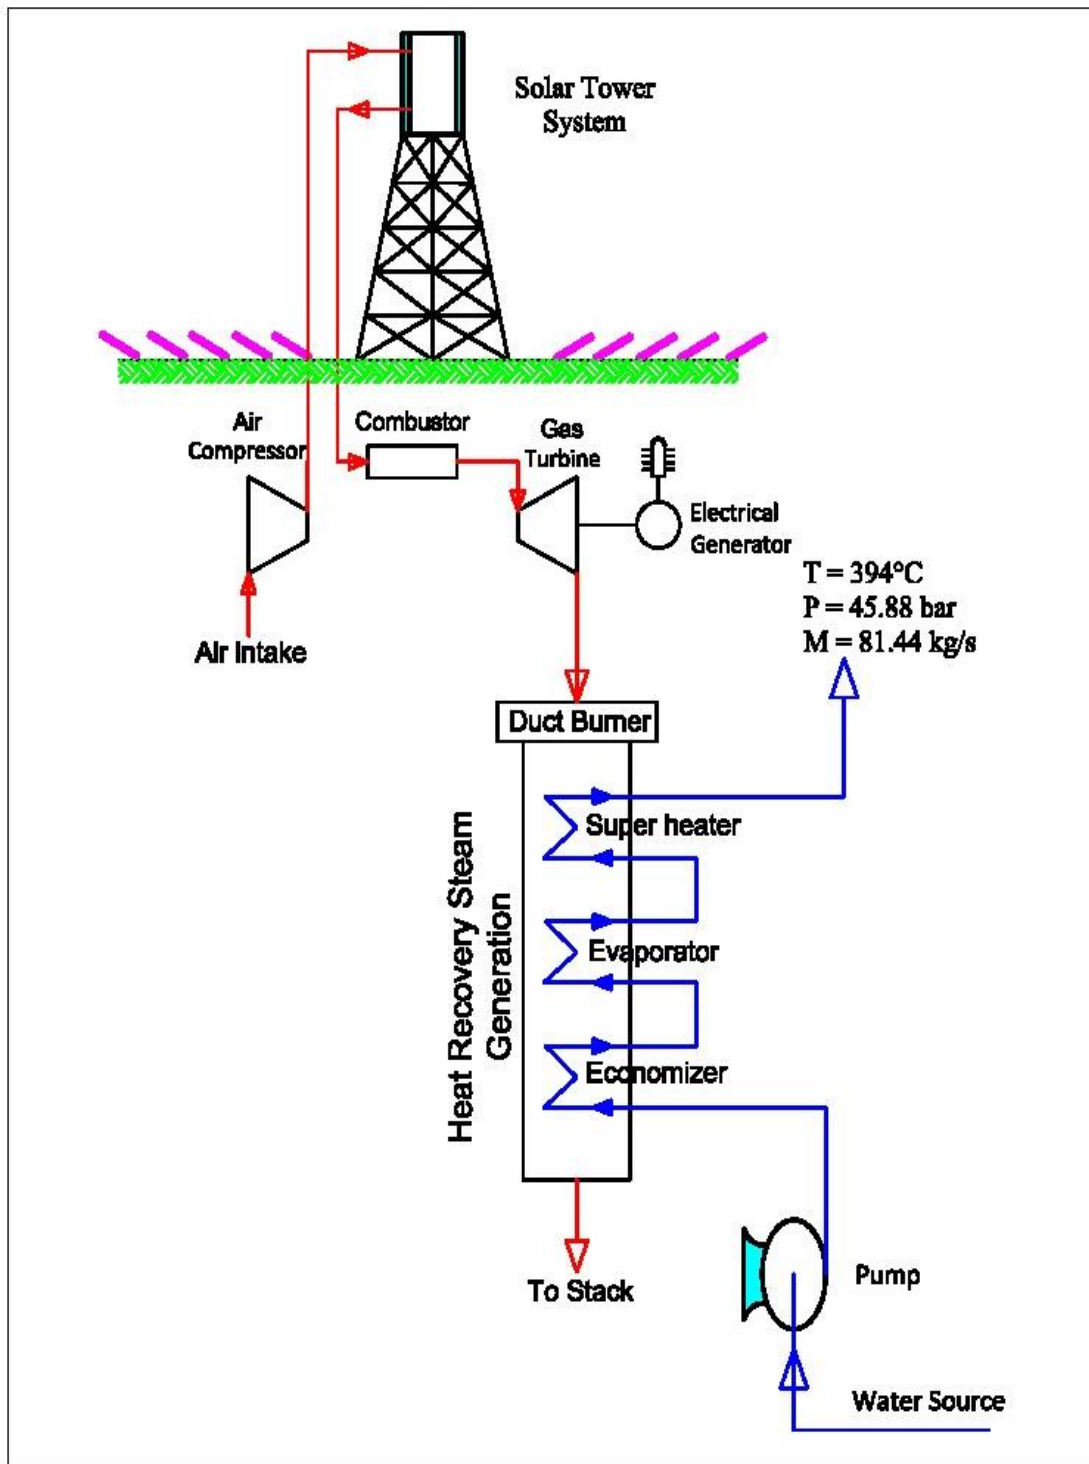 Solar Tower
System
Air
Compressor
Combustor
Gas
Turbine
Electrical
Generator
Air Intake
T = 394°C
P = 45.88 bar
M = 81.44 kg/s
Duct Burner
Super heater
Evaporator
Economizer
Heat Recovery Steam
Generation
To Stack
Pump
Water Source